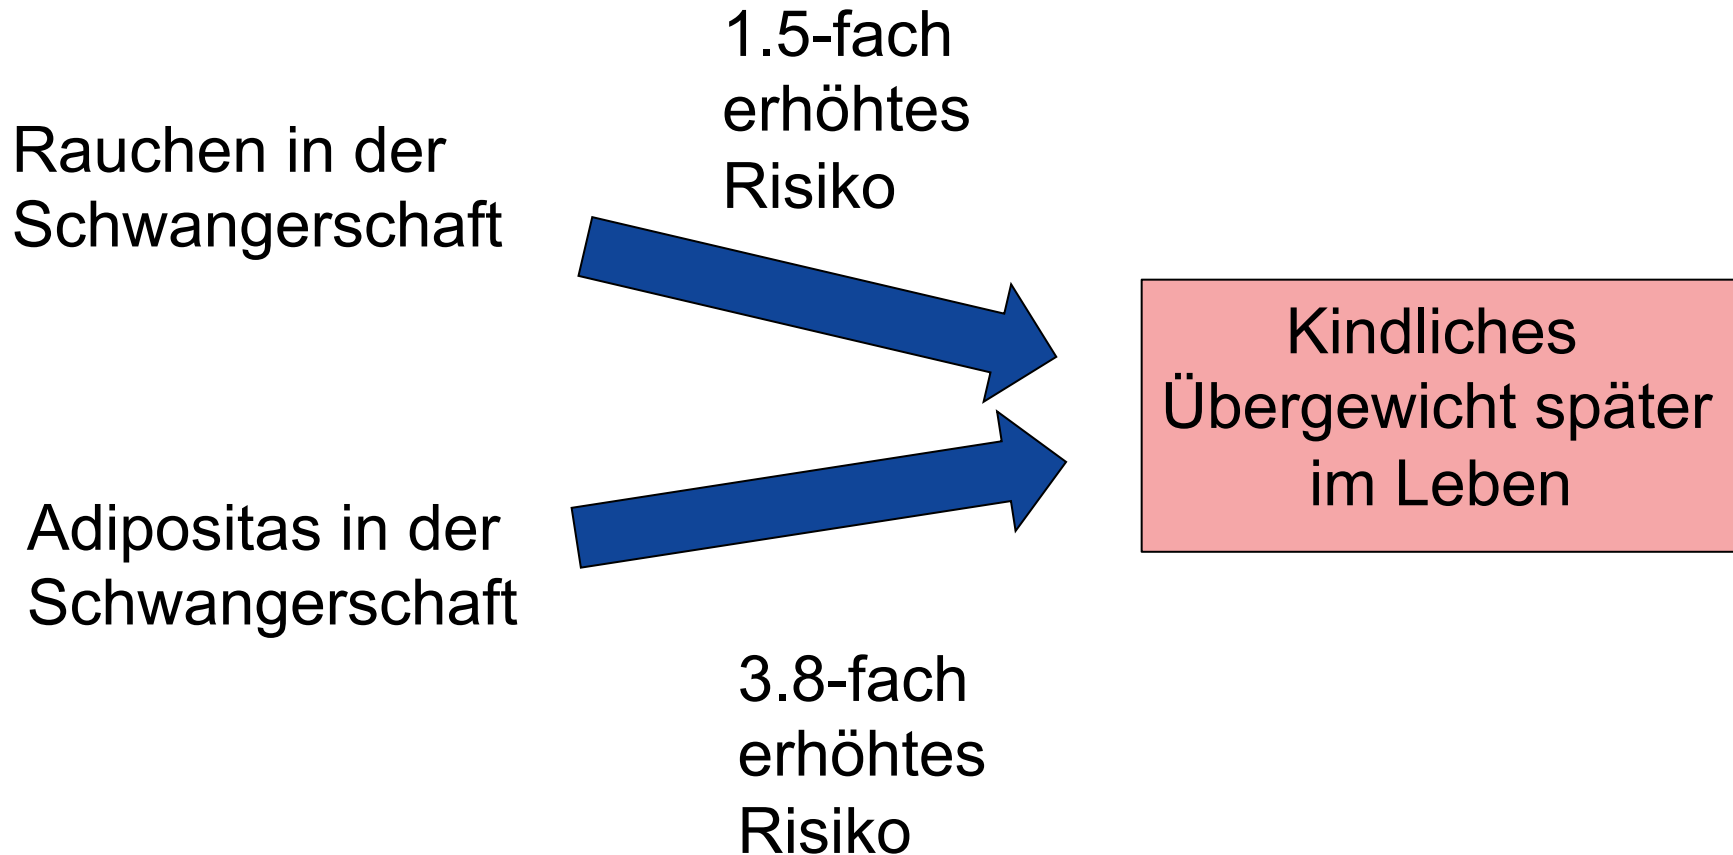 Rauchen in der
Schwangerschaft
1.5-fach
erhöhtes
Risiko
Adipositas in der
Schwangerschaft
3.8-fach
erhöhtes
Risiko
Kindliches
Übergewicht später
im Leben